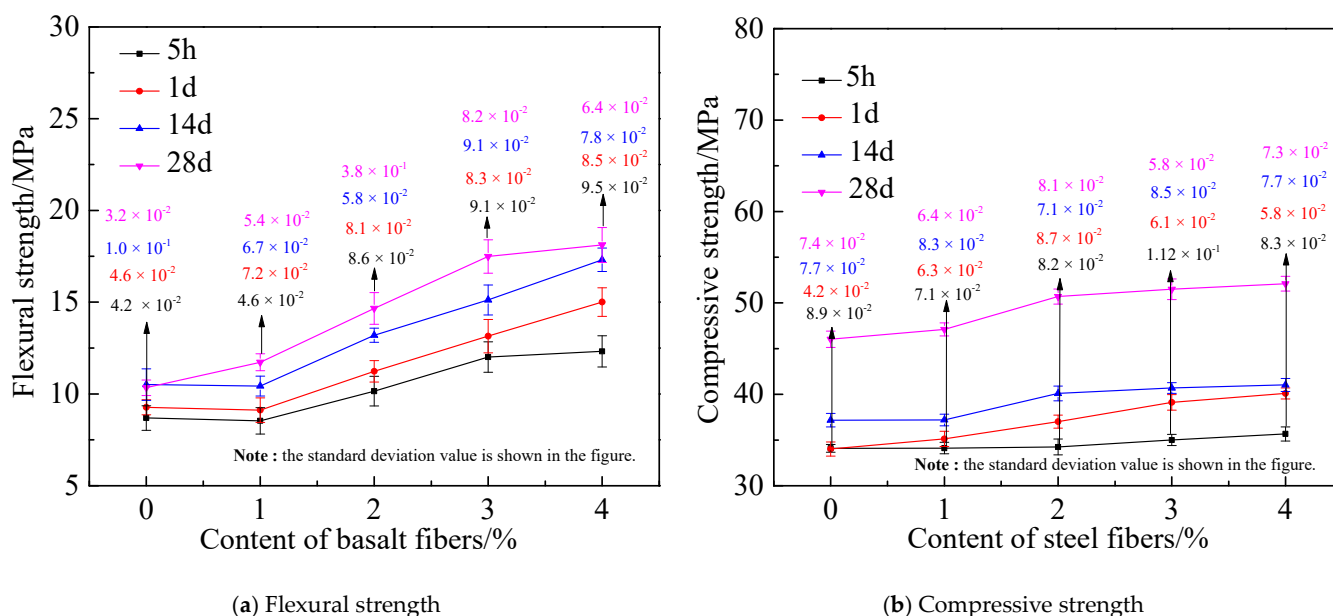 30
25
20
15
10
5
Flexural strength/MPa
5h
1d
14d
28d
3.2 × 10⁻²
1.0 × 10⁻¹
4.6 × 10⁻²
4.2 × 10⁻²
5.4 × 10⁻²
6.7 × 10⁻²
7.2 × 10⁻²
4.6 × 10⁻²
3.8 × 10⁻¹
5.8 × 10⁻²
8.1 × 10⁻²
8.6 × 10⁻²
8.2 × 10⁻²
9.1 × 10⁻²
8.3 × 10⁻²
9.1 × 10⁻²
6.4 × 10⁻²
7.8 × 10⁻²
8.5 × 10⁻²
9.5 × 10⁻²
Note : the standard deviation value is shown in the figure.
0 1 2 3 4
Content of basalt fibers/%
(a) Flexural strength
80
70
60
50
40
30
Compressive strength/MPa
5h
1d
14d
28d
7.4 × 10⁻²
7.7 × 10⁻²
4.2 × 10⁻²
8.9 × 10⁻²
6.4 × 10⁻²
8.3 × 10⁻²
6.3 × 10⁻²
7.1 × 10⁻²
8.1 × 10⁻²
7.1 × 10⁻²
8.7 × 10⁻²
8.2 × 10⁻²
5.8 × 10⁻²
8.5 × 10⁻²
6.1 × 10⁻²
1.12 × 10⁻¹
7.3 × 10⁻²
7.7 × 10⁻²
5.8 × 10⁻²
8.3 × 10⁻²
Note : the standard deviation value is shown in the figure.
0 1 2 3 4
Content of steel fibers/%
(b) Compressive strength